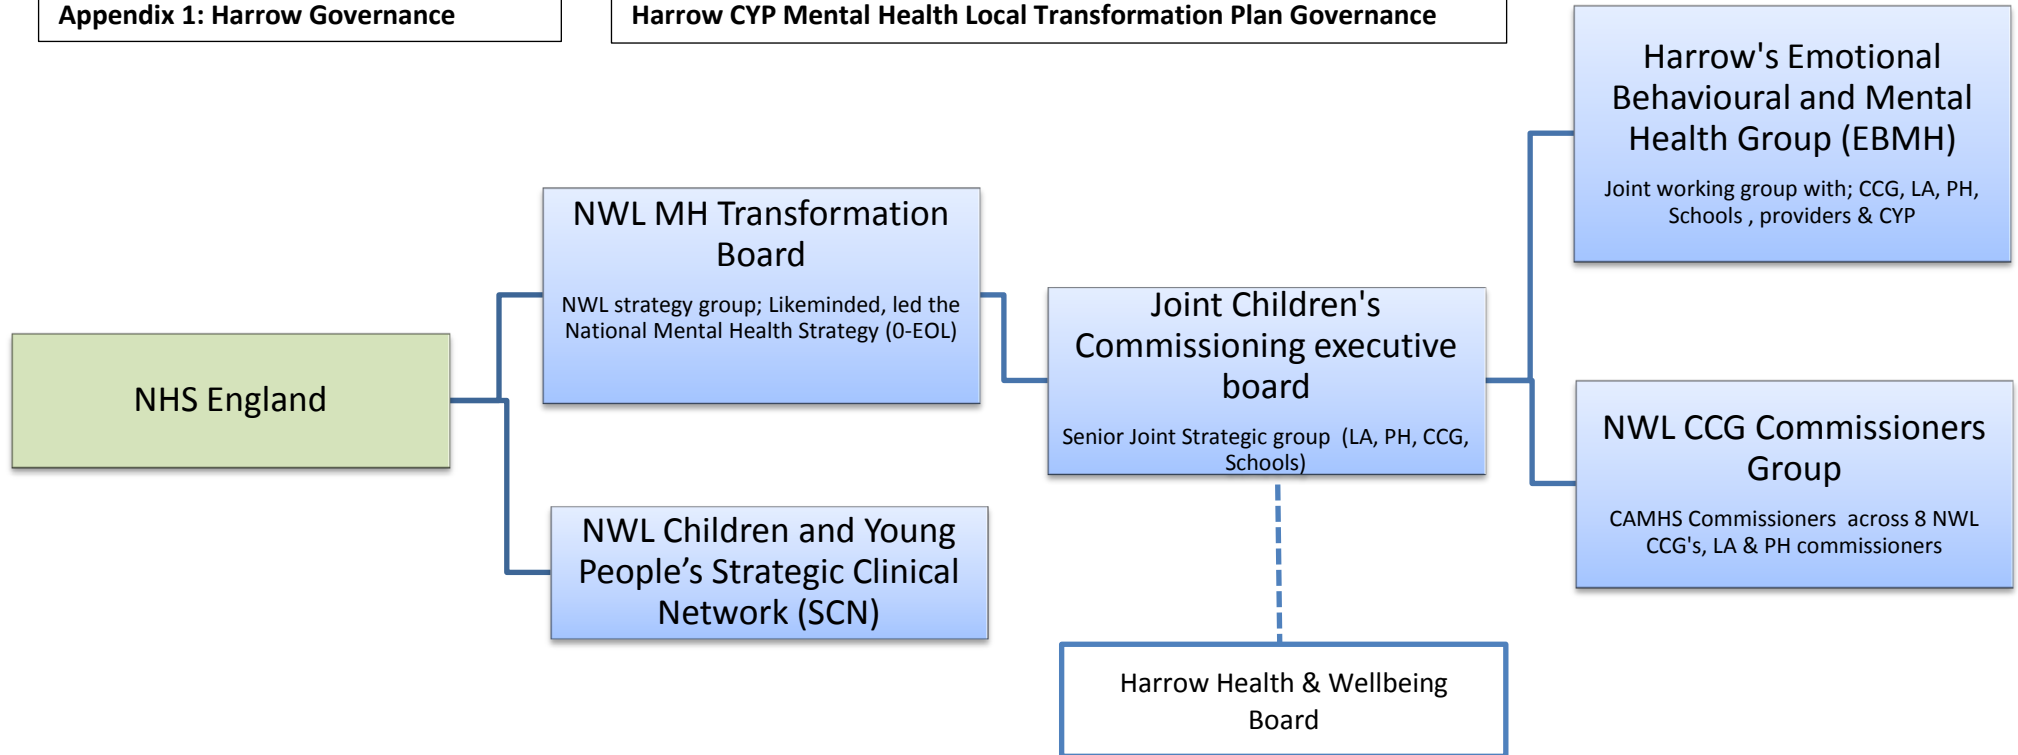 Appendix 1: Harrow Governance
Harrow CYP Mental Health Local Transformation Plan Governance
NHS England
NWL MH Transformation
Board
NWL strategy group; Likeminded, led the
National Mental Health Strategy (0-EOL)
NWL Children and Young
People’s Strategic Clinical
Network (SCN)
Joint Children's
Commissioning executive
board
Senior Joint Strategic group (LA, PH, CCG,
Schools)
Harrow Health & Wellbeing
Board
Harrow's Emotional
Behavioural and Mental
Health Group (EBMH)
Joint working group with; CCG, LA, PH,
Schools , providers & CYP
NWL CCG Commissioners
Group
CAMHS Commissioners across 8 NWL
CCG's, LA & PH commissioners